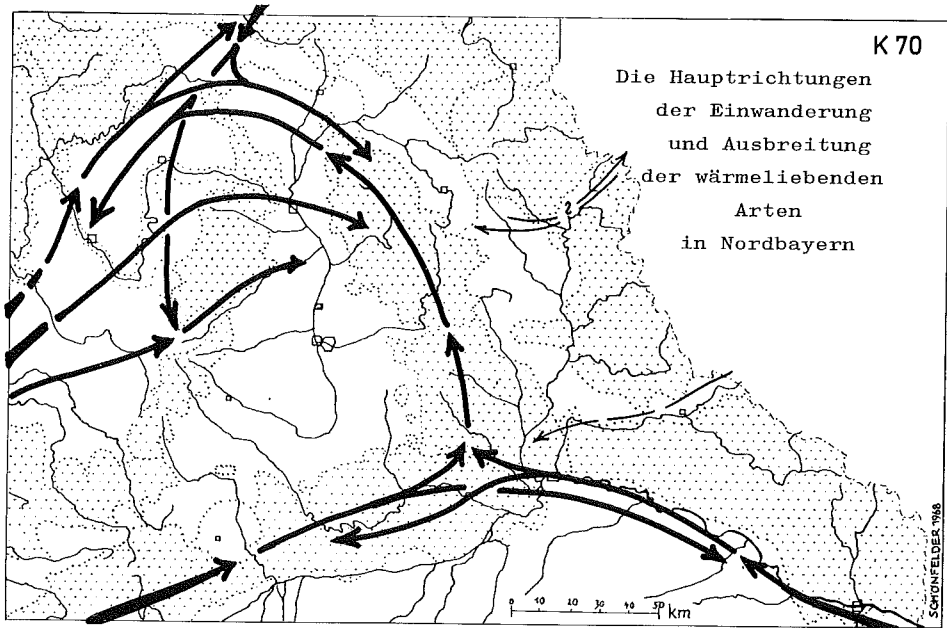 K 70
Die Hauptrichtungen
der Einwanderung
und Ausbreitung
der wärmeliebenden
Arten
in Nordbayern
?
0 10 20 30 40 50 km
SCHÖNFELDER 1968